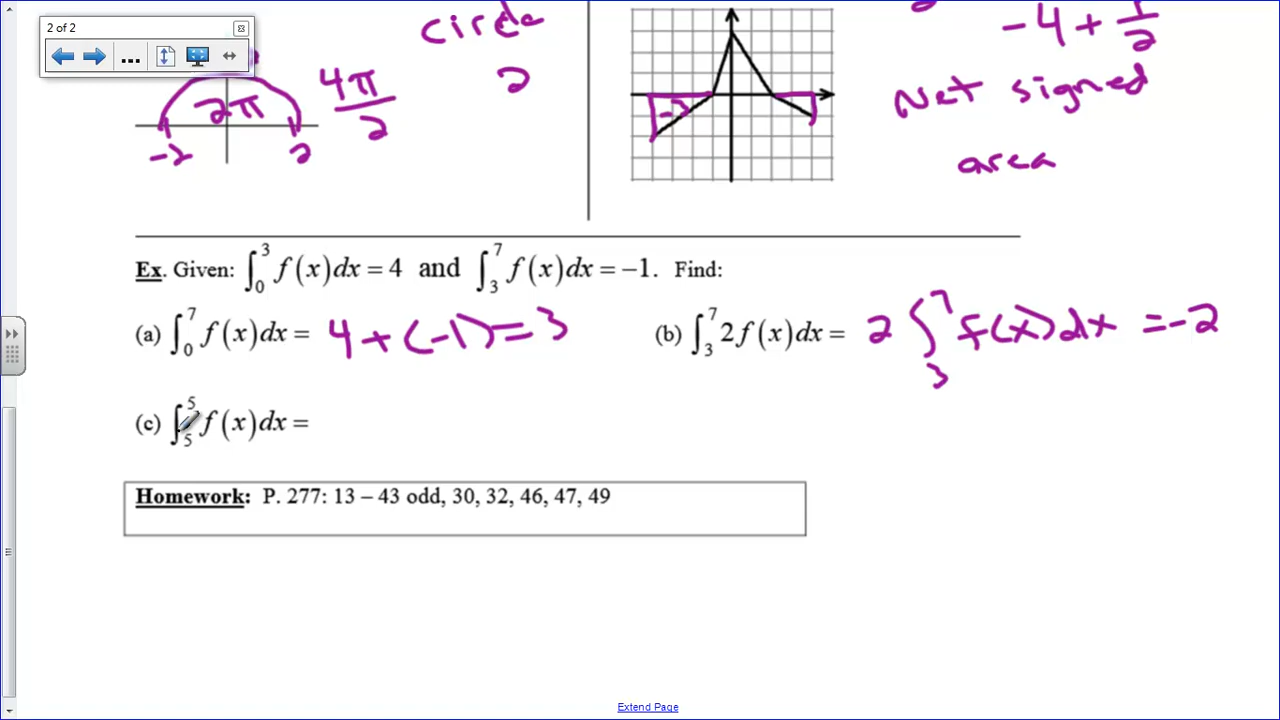 2 of 2
circle
2
2π
4π
2
-2
2
-4 + 1/2
Net signed
area
Ex. Given: ∫₀³ f(x)dx = 4 and ∫₃⁷ f(x)dx = −1. Find:
(a) ∫₀⁷ f(x)dx = 4 + (-1) = 3
(b) ∫₃⁷ 2f(x)dx = 2 ∫₃⁷ f(x)dx = -2
(c) ∫₅⁵ f(x)dx =
Homework: P. 277: 13 – 43 odd, 30, 32, 46, 47, 49
Extend Page